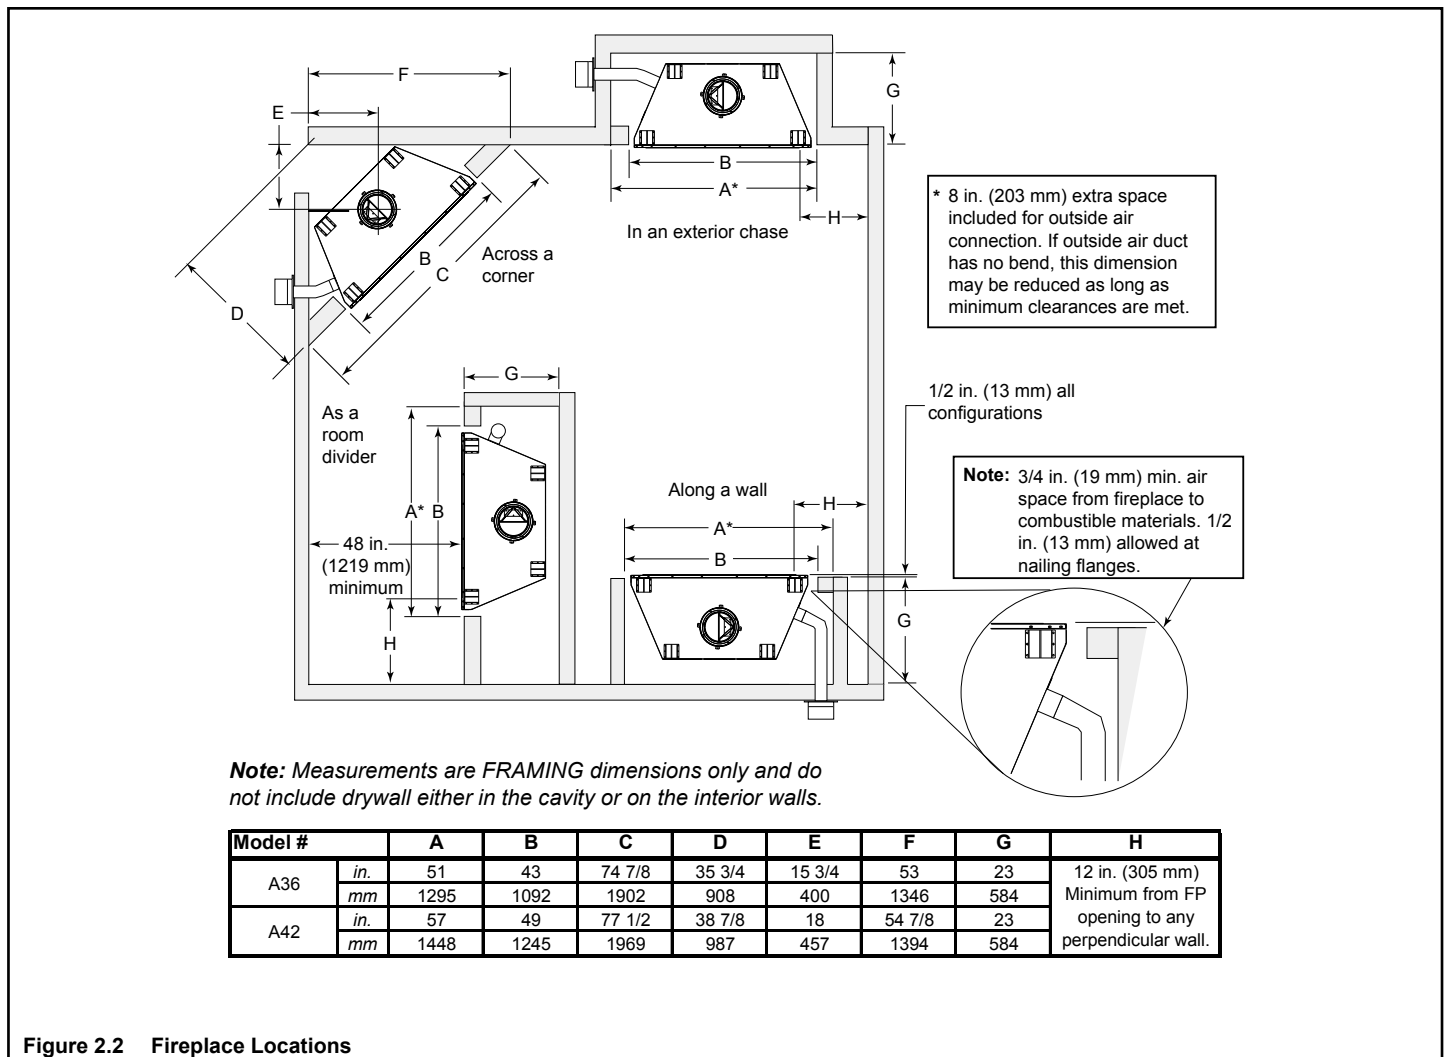 F
E
G
B
A*
H
In an exterior chase
* 8 in. (203 mm) extra space
included for outside air
connection. If outside air duct
has no bend, this dimension
may be reduced as long as
minimum clearances are met.
B
C
Across a
corner
D
G
As a
room
divider
A*
B
48 in.
(1219 mm)
minimum
H
1/2 in. (13 mm) all
configurations
Along a wall
H
A*
B
G
Note: 3/4 in. (19 mm) min. air
space from fireplace to
combustible materials. 1/2
in. (13 mm) allowed at
nailing flanges.
Note: Measurements are FRAMING dimensions only and do
not include drywall either in the cavity or on the interior walls.
Model # A B C D E F G H
A36 in. 51 43 74 7/8 35 3/4 15 3/4 53 23
mm 1295 1092 1902 908 400 1346 584
A42 in. 57 49 77 1/2 38 7/8 18 54 7/8 23
mm 1448 1245 1969 987 457 1394 584
12 in. (305 mm)
Minimum from FP
opening to any
perpendicular wall.
Figure 2.2 Fireplace Locations